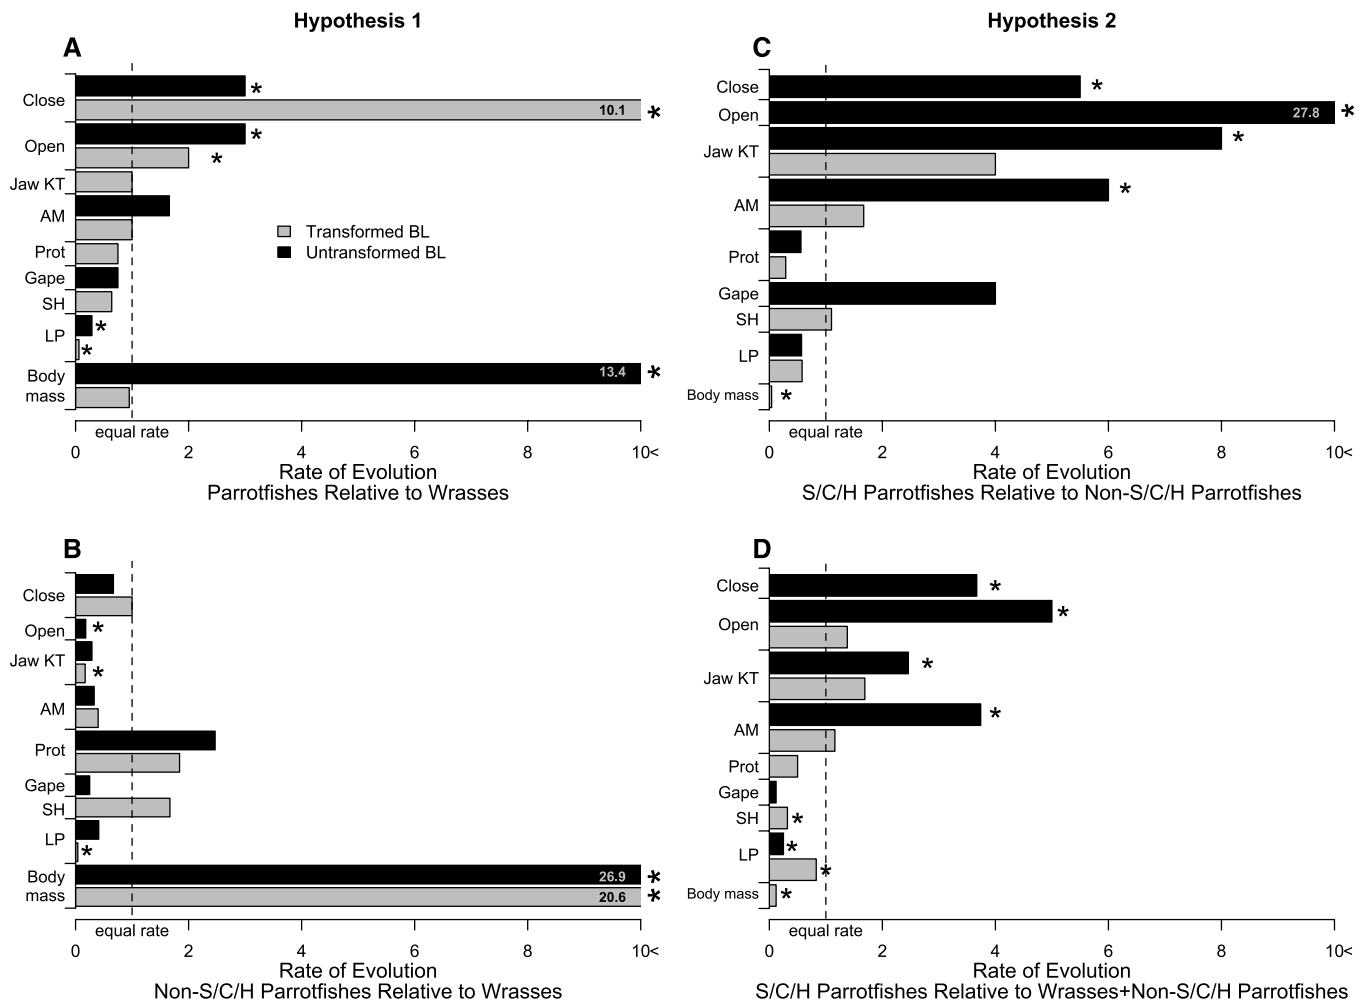 Hypothesis 1
A
Close
*
10.1
*
Open
*
*
Jaw KT
AM
Transformed BL
Untransformed BL
Prot
Gape
SH
LP
*
*
Body
mass
13.4
*
equal rate
0 2 4 6 8 10<
Rate of Evolution
Parrotfishes Relative to Wrasses
B
Close
Open
*
Jaw KT
*
AM
Prot
Gape
SH
LP
*
Body
mass
26.9
*
20.6
*
equal rate
0 2 4 6 8 10<
Rate of Evolution
Non-S/C/H Parrotfishes Relative to Wrasses
Hypothesis 2
C
Close
*
Open
27.8
*
Jaw KT
*
AM
*
Prot
Gape
SH
LP
Body mass
*
equal rate
0 2 4 6 8 10<
Rate of Evolution
S/C/H Parrotfishes Relative to Non-S/C/H Parrotfishes
D
Close
*
Open
*
Jaw KT
*
AM
*
Prot
Gape
SH
*
LP
*
*
Body mass
*
equal rate
0 2 4 6 8 10<
Rate of Evolution
S/C/H Parrotfishes Relative to Wrasses+Non-S/C/H Parrotfishes